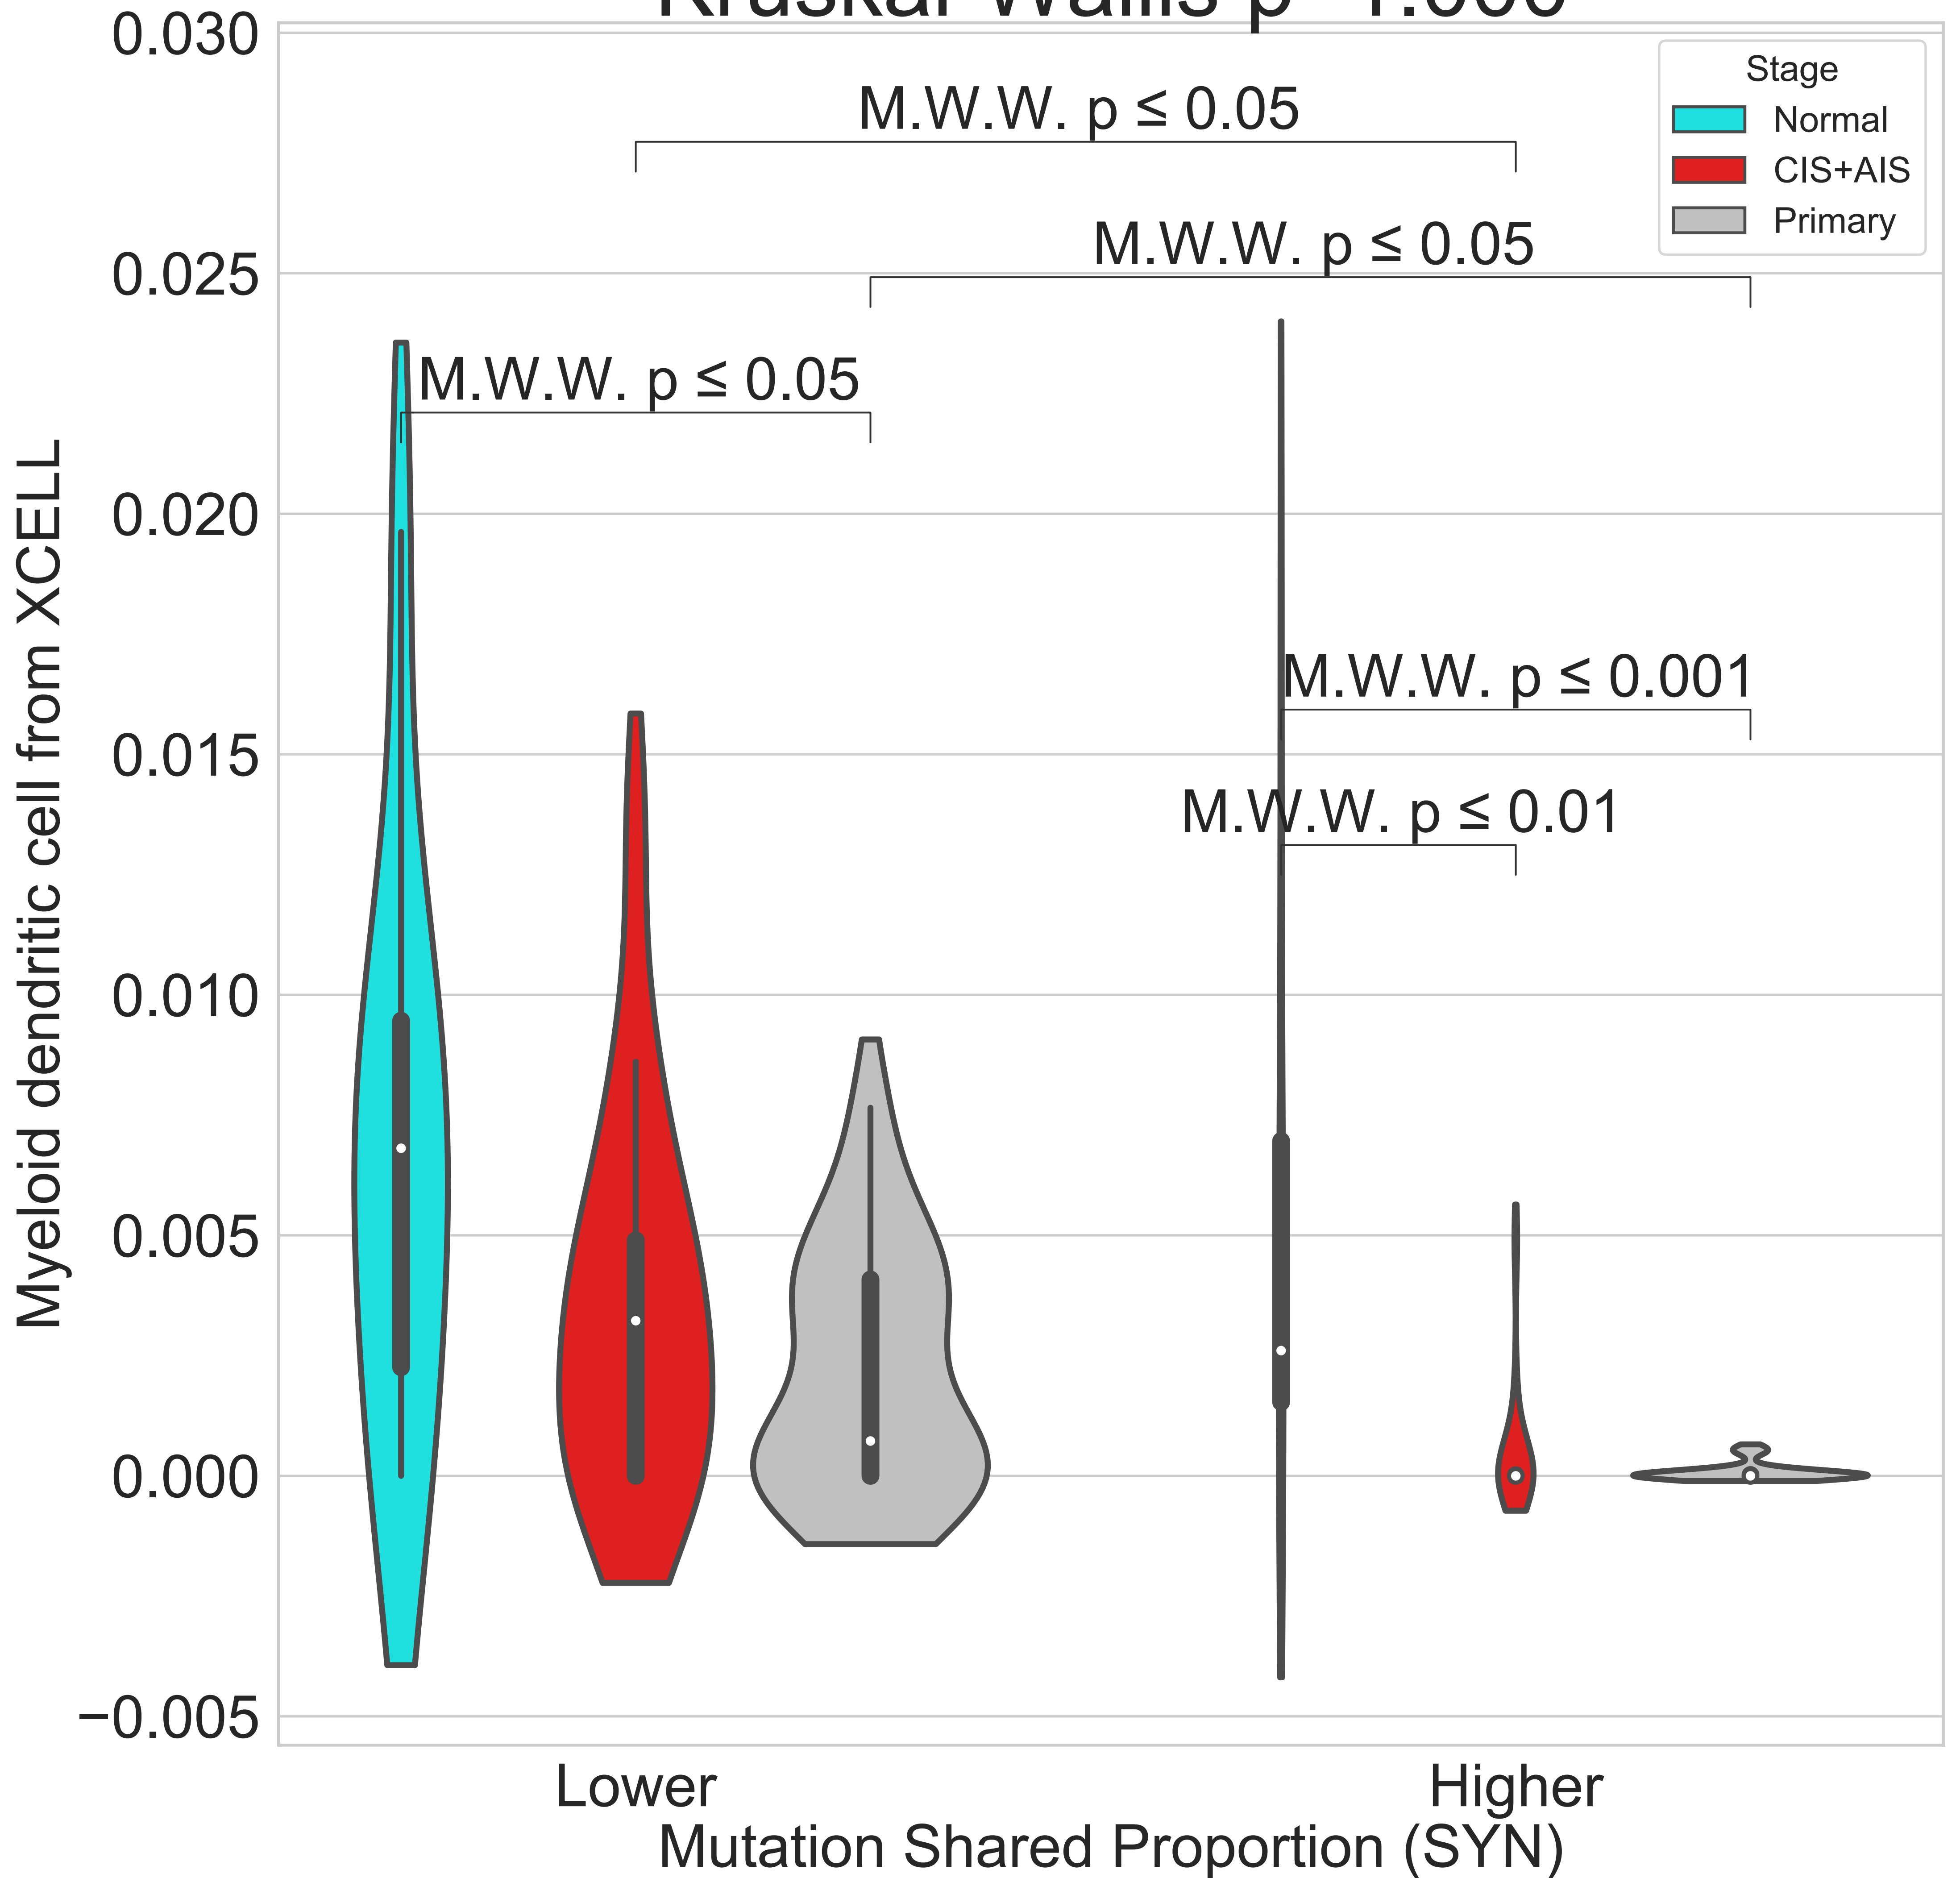 0.030
0.025
0.020
0.015
0.010
0.005
0.000
−0.005
Myeloid dendritic cell from XCELL
M.W.W. p ≤ 0.05
M.W.W. p ≤ 0.05
M.W.W. p ≤ 0.05
M.W.W. p ≤ 0.001
M.W.W. p ≤ 0.01
Stage
Normal
CIS+AIS
Primary
Lower
Higher
Mutation Shared Proportion (SYN)